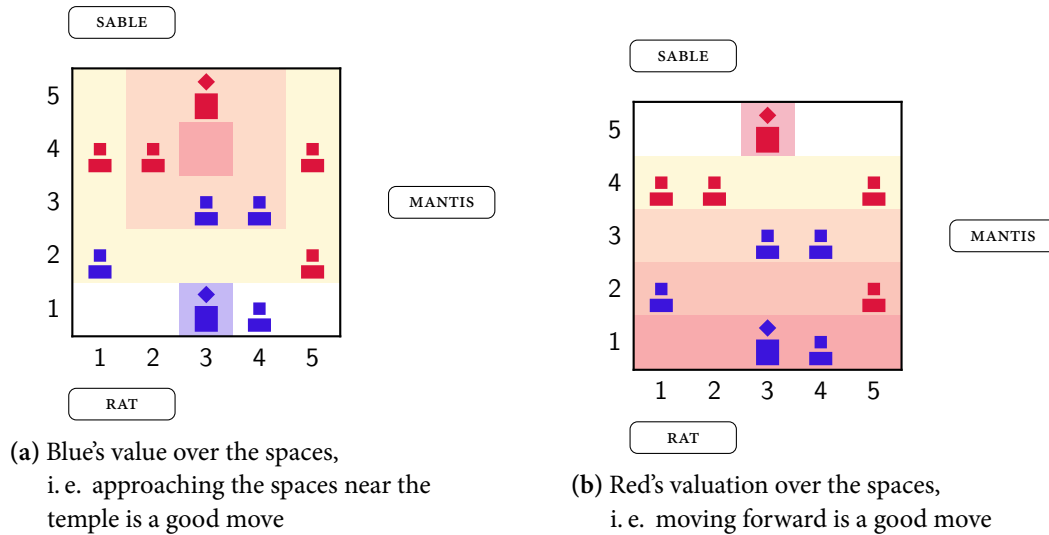 SABLE
5
4
3
2
1
1 2 3 4 5
MANTIS
RAT
(a) Blue’s value over the spaces,
i. e. approaching the spaces near the
temple is a good move
SABLE
5
4
3
2
1
1 2 3 4 5
MANTIS
RAT
(b) Red’s valuation over the spaces,
i. e. moving forward is a good move